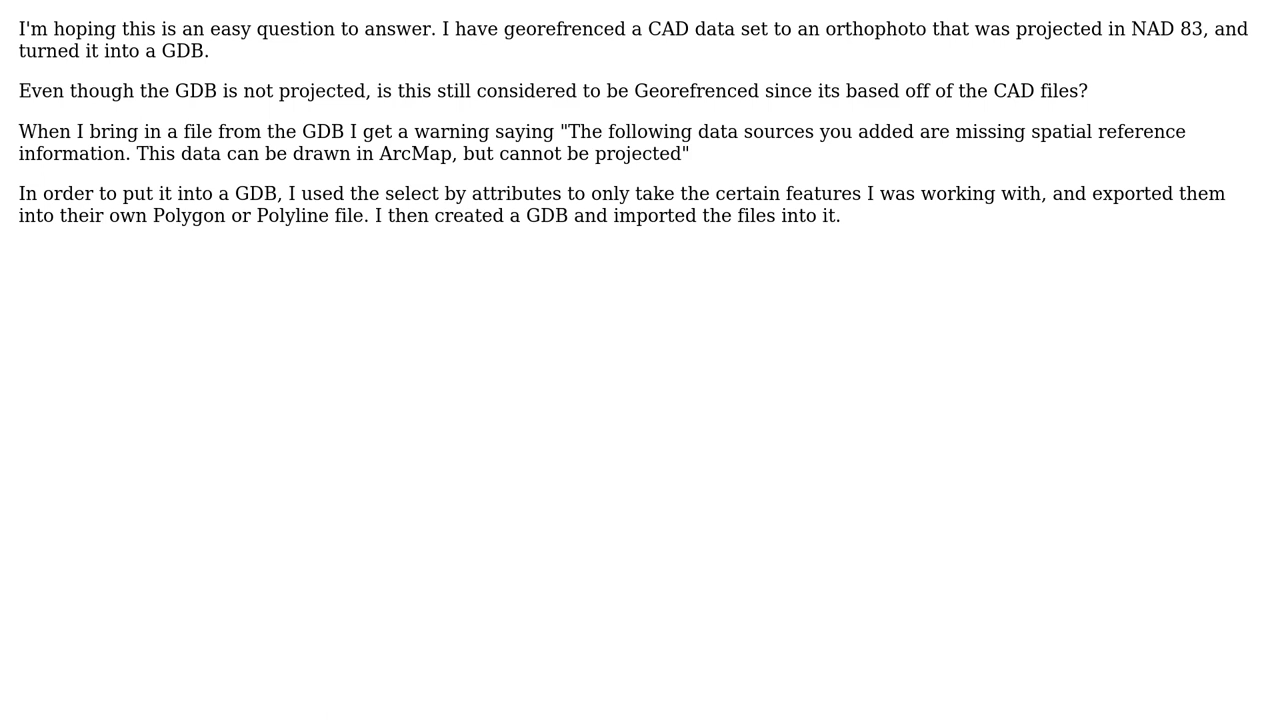 I'm hoping this is an easy question to answer. I have georefrenced a CAD data set to an orthophoto that was projected in NAD 83, and
turned it into a GDB.
Even though the GDB is not projected, is this still considered to be Georefrenced since its based off of the CAD files?
When I bring in a file from the GDB I get a warning saying "The following data sources you added are missing spatial reference
information. This data can be drawn in ArcMap, but cannot be projected"
In order to put it into a GDB, I used the select by attributes to only take the certain features I was working with, and exported them
into their own Polygon or Polyline file. I then created a GDB and imported the files into it.